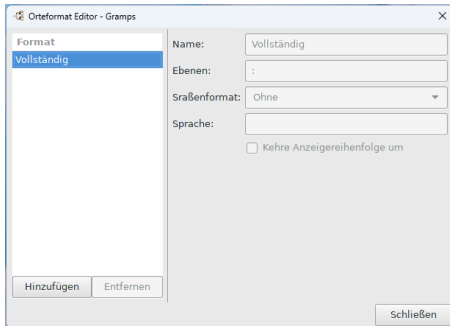 Orteformat Editor - Gramps
Format
Vollständig
Name: Vollständig
Ebenen: :
Sraßenformat: Ohne
Sprache:
Kehre Anzeigereihenfolge um
Hinzufügen Entfernen
Schließen